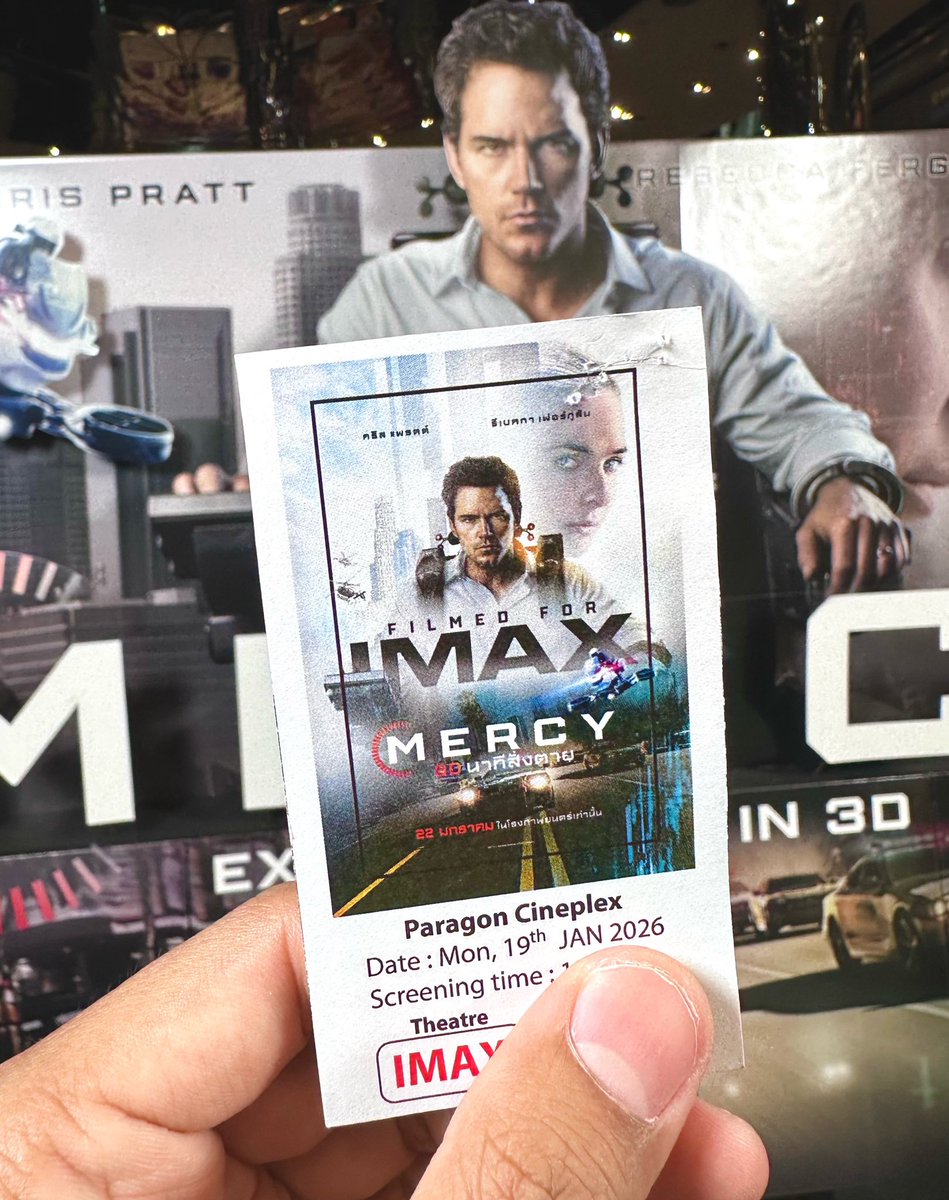 RIS PRATT
REBECCA FERG
คริส แพรตต์
รีเบคกา เฟอร์กูสัน
FILMED FOR
IMAX
MERCY
90 นาทีสั่งตาย
22 มกราคม ในโรงภาพยนตร์เท่านั้น
M
C
EX
IN 3D
Paragon Cineplex
Date : Mon, 19th JAN 2026
Screening time : 1
Theatre
IMAX